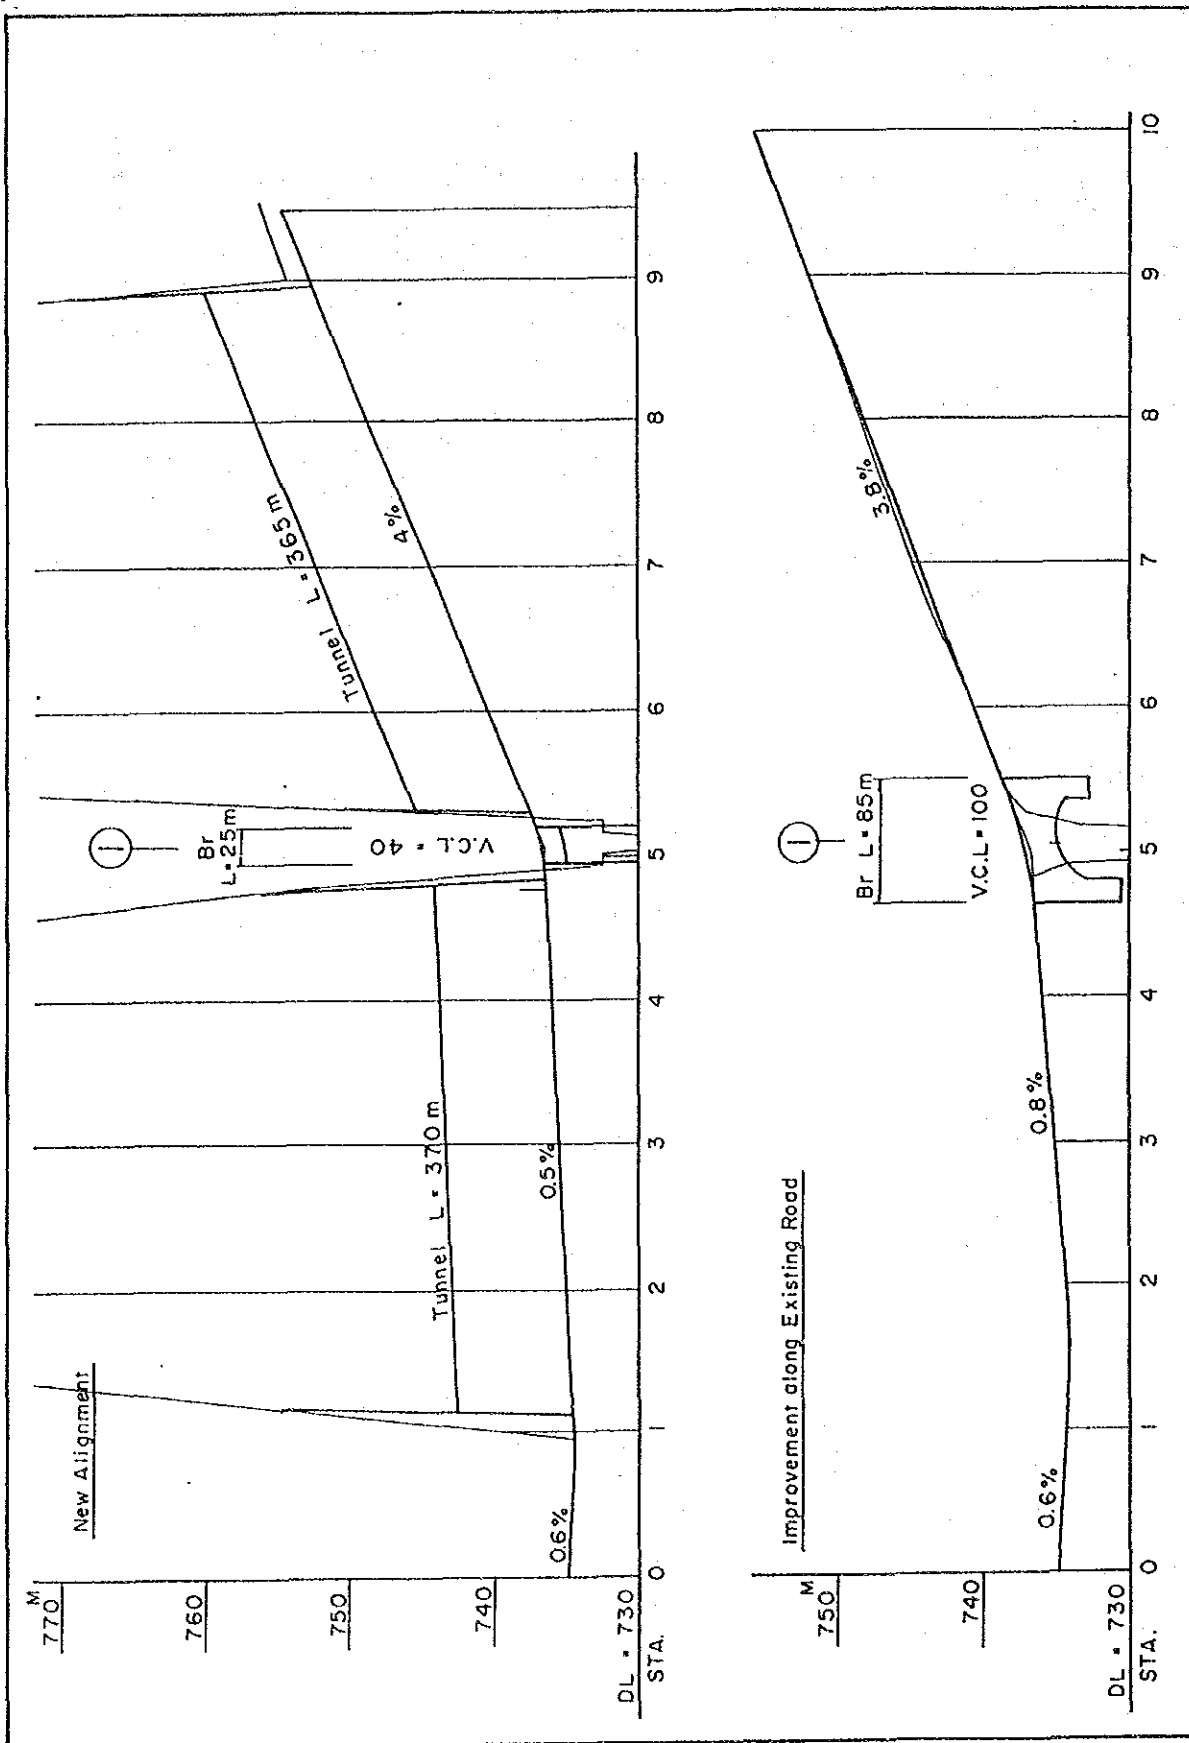 New Alignment
770 M
760
750
740
DL = 730
STA.
0 1 2 3 4 5 6 7 8 9
0.6%
0.5%
4%
Tunnel L = 370 m
Tunnel L = 365 m
1
Br
L=25m
V.C.L = 40
Improvement along Existing Road
750 M
740
DL = 730
STA.
0 1 2 3 4 5 6 7 8 9 10
0.6%
0.8%
3.8%
1
Br L=85m
V.C.L=100